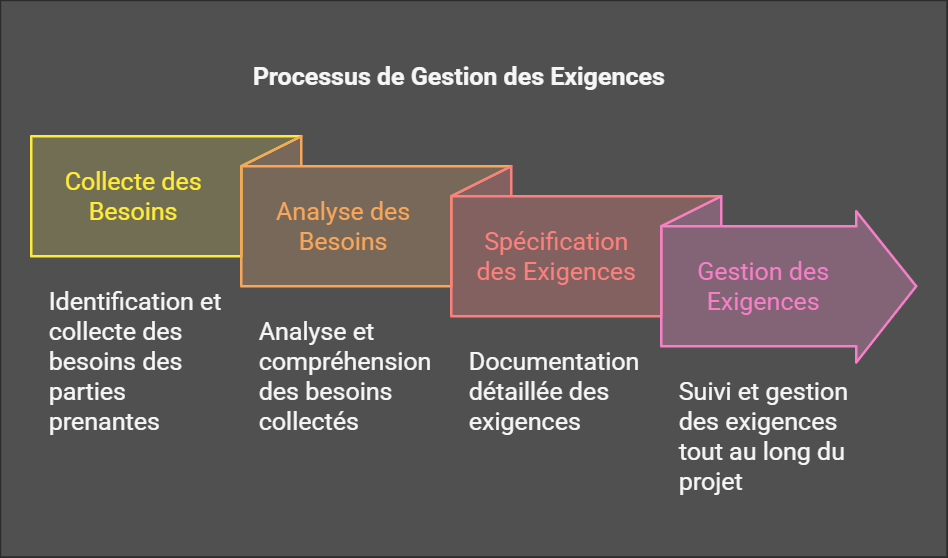 Processus de Gestion des Exigences
Collecte des
Besoins
Identification et
collecte des
besoins des
parties
prenantes
Analyse des
Besoins
Analyse et
compréhension
des besoins
collectés
Spécification
des Exigences
Documentation
détaillée des
exigences
Gestion des
Exigences
Suivi et gestion
des exigences
tout au long du
projet